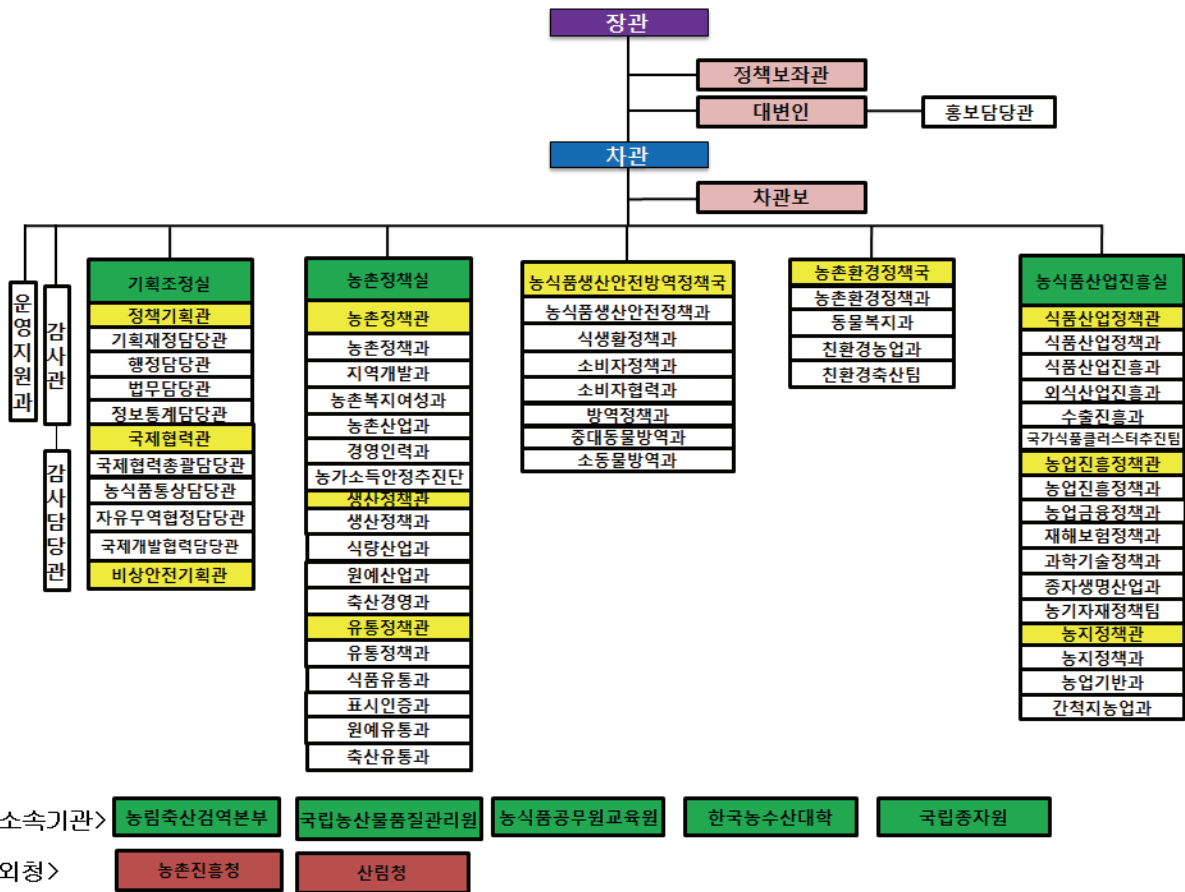 장관
정책보좌관
대변인
홍보담당관
차관
차관보
운영지원과
감사관
감사담당관
기획조정실
정책기획관
기획재정담당관
행정담당관
법무담당관
정보통계담당관
국제협력관
국제협력총괄담당관
농식품통상담당관
자유무역협정담당관
국제개발협력담당관
비상안전기획관
농촌정책실
농촌정책관
농촌정책과
지역개발과
농촌복지여성과
농촌산업과
경영인력과
농가소득안정추진단
생산정책관
생산정책과
식량산업과
원예산업과
축산경영과
유통정책관
유통정책과
식품유통과
표시인증과
원예유통과
축산유통과
농식품생산안전방역정책국
농식품생산안전정책과
식생활정책과
소비자정책과
소비자협력과
방역정책과
중대동물방역과
소동물방역과
농촌환경정책국
농촌환경정책과
동물복지과
친환경농업과
친환경축산팀
농식품산업진흥실
식품산업정책관
식품산업정책과
식품산업진흥과
외식산업진흥과
수출진흥과
국가식품클러스터추진팀
농업진흥정책관
농업진흥정책과
농업금융정책과
재해보험정책과
과학기술정책과
종자생명산업과
농기자재정책팀
농지정책관
농지정책과
농업기반과
간척지농업과
소속기관> 농림축산검역본부 국립농산물품질관리원 농식품공무원교육원 한국농수산대학 국립종자원
외청> 농촌진흥청 산림청